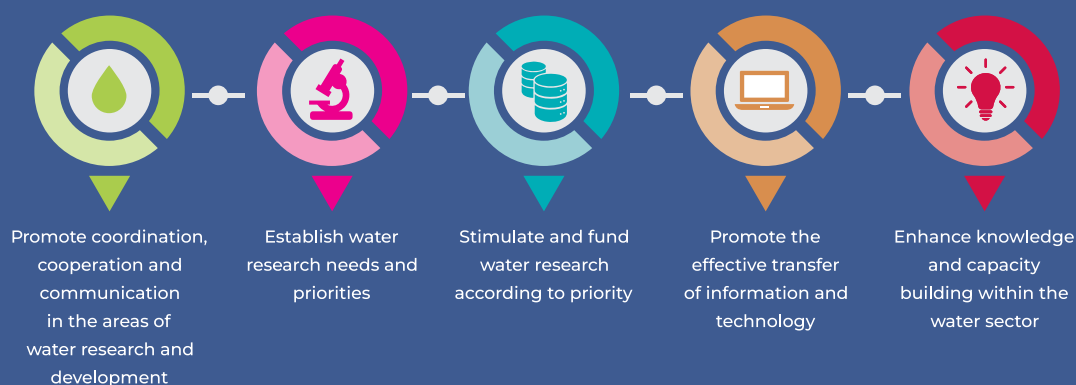 Promote coordination,
cooperation and
communication
in the areas of
water research and
development
Establish water
research needs and
priorities
Stimulate and fund
water research
according to priority
Promote the
effective transfer
of information and
technology
Enhance knowledge
and capacity
building within the
water sector